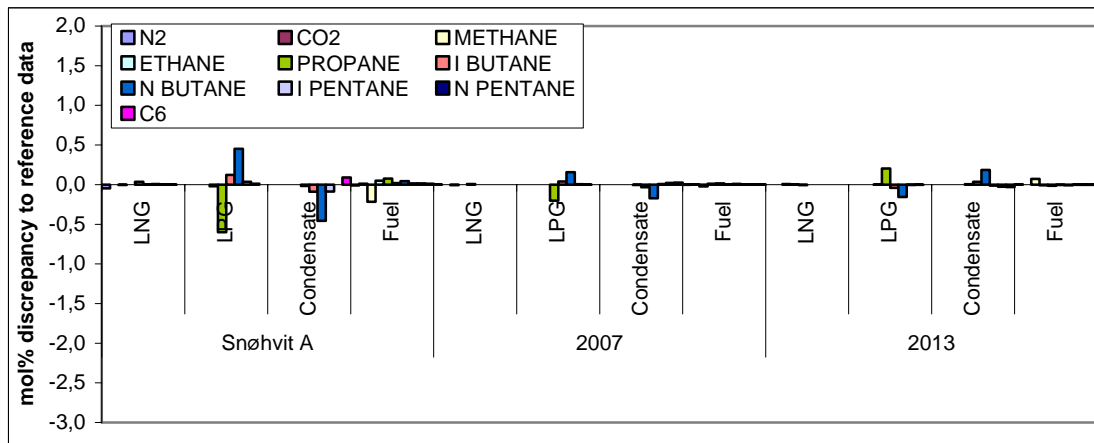 mol% discrepancy to reference data
2,0
1,5
1,0
0,5
0,0
-0,5
-1,0
-1,5
-2,0
-2,5
-3,0
N2 CO2 METHANE
ETHANE PROPANE I BUTANE
N BUTANE I PENTANE N PENTANE
C6
LNG LPG Condensate Fuel LNG LPG Condensate Fuel LNG LPG Condensate Fuel
Snøhvit A 2007 2013